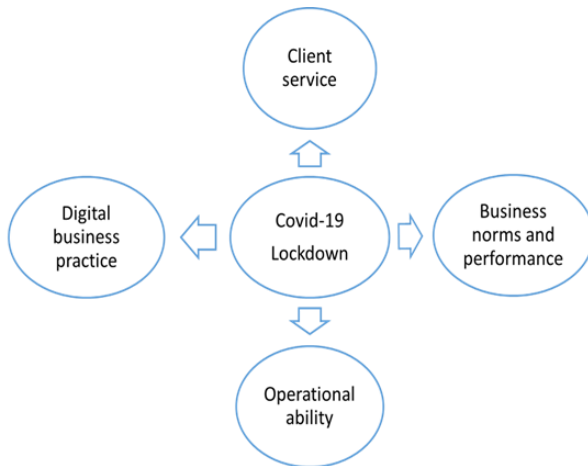 Client
service
Digital
business
practice
Covid-19
Lockdown
Business
norms and
performance
Operational
ability